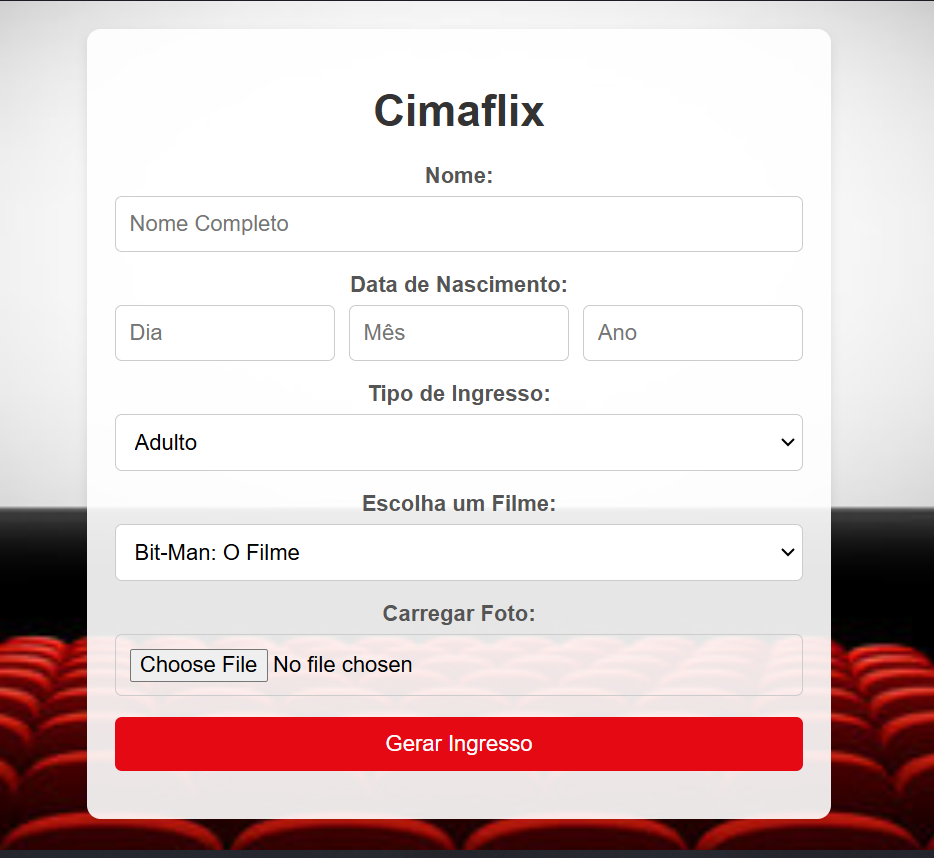 Cimaflix
Nome:
Nome Completo
Data de Nascimento:
Dia Mês Ano
Tipo de Ingresso:
Adulto
Escolha um Filme:
Bit-Man: O Filme
Carregar Foto:
Choose File No file chosen
Gerar Ingresso